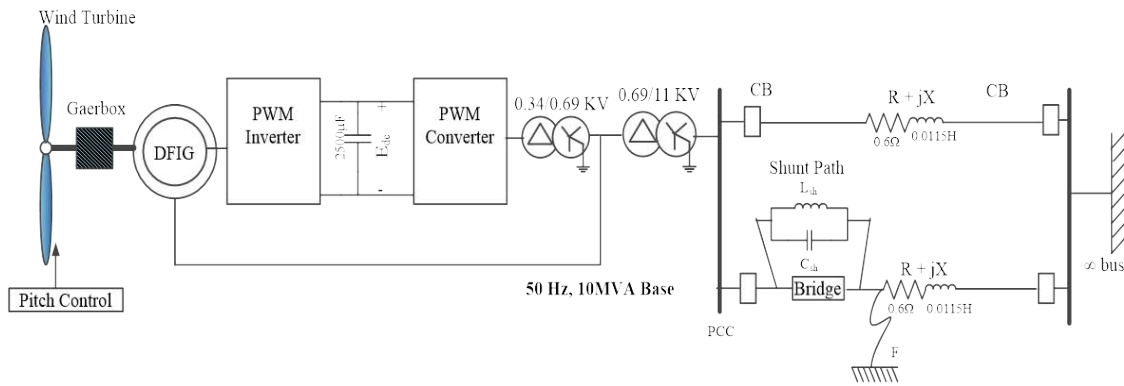 Wind Turbine
Gaerbox
DFIG
PWM
Inverter
2500μF
+
E_dc
-
PWM
Converter
0.34/0.69 KV
0.69/11 KV
CB
R + jX
CB
0.6Ω
0.0115H
Shunt Path
L_sh
C_sh
Bridge
R + jX
0.6Ω
0.0115H
∞ bus
Pitch Control
50 Hz, 10MVA Base
PCC
F